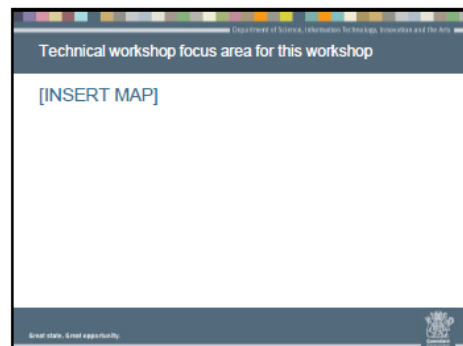 Department of Science, Information Technology, Innovation and the Arts
Technical workshop focus area for this workshop
[INSERT MAP]
Great state. Great opportunity.
Queensland